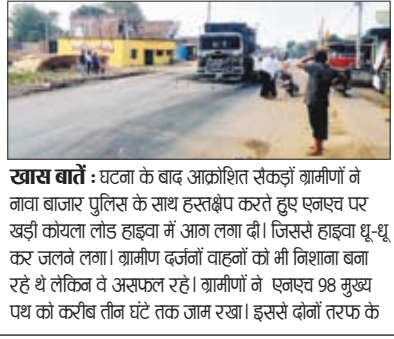 खास बातें : घटना के बाद आक्रोशित सैकड़ों ग्रामीणों ने
नावा बाजार पुलिस के साथ हस्तक्षेप करते हुए एनएच पर
खड़ी कोयला लोड हाइवा में आग लगा दी। जिससे हाइवा धू-धू
कर जलने लगा। ग्रामीण दर्जनों वाहनों को भी निशाना बना
रहे थे लेकिन वे असफल रहे। ग्रामीणों ने एनएच 98 मुख्य
पथ को करीब तीन घंटे तक जाम रखा। इससे दोनों तरफ के